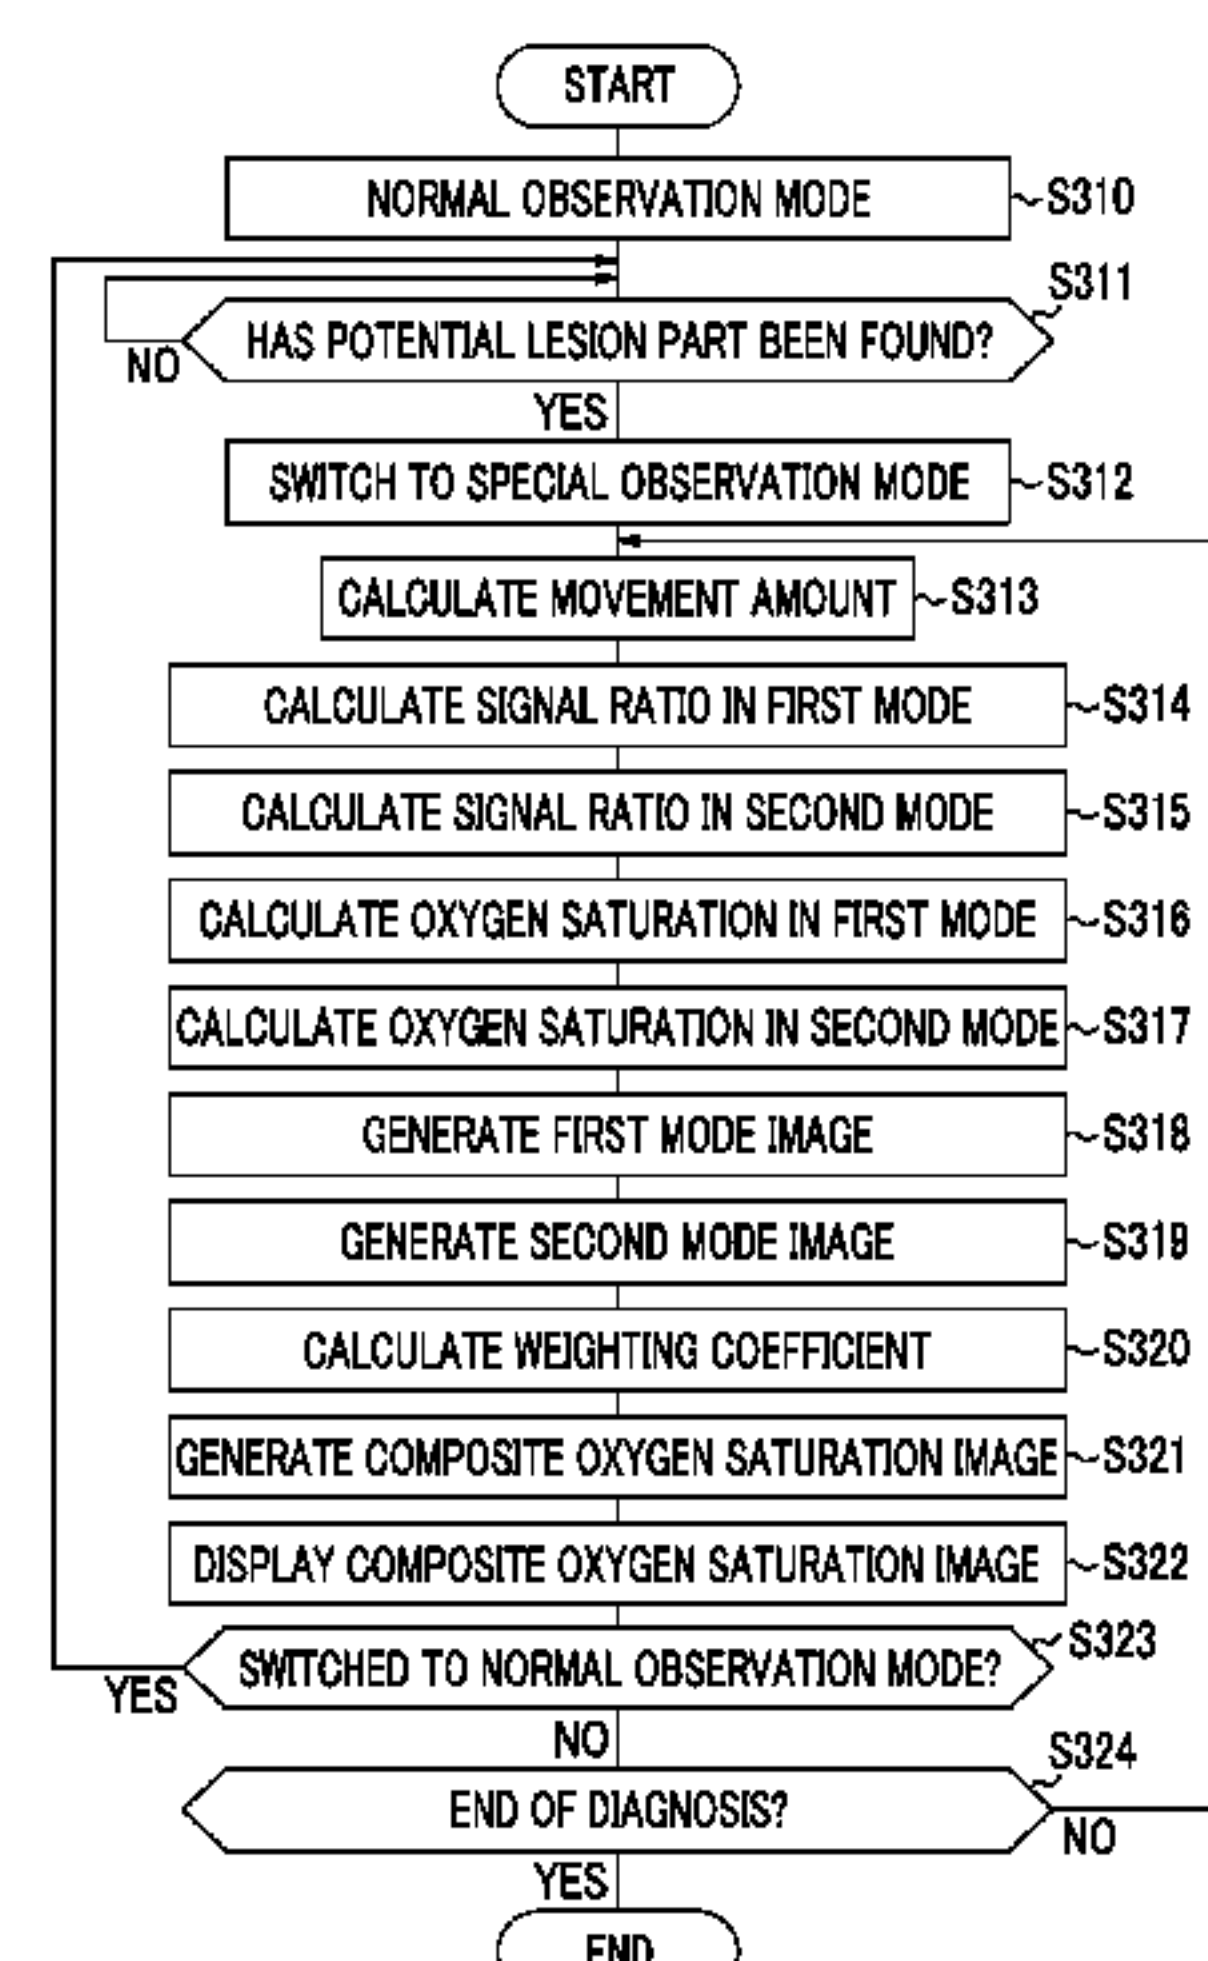 START
NORMAL OBSERVATION MODE
S310
S311
HAS POTENTIAL LESION PART BEEN FOUND?
NO
YES
SWITCH TO SPECIAL OBSERVATION MODE
S312
CALCULATE MOVEMENT AMOUNT
S313
CALCULATE SIGNAL RATIO IN FIRST MODE
S314
CALCULATE SIGNAL RATIO IN SECOND MODE
S315
CALCULATE OXYGEN SATURATION IN FIRST MODE
S316
CALCULATE OXYGEN SATURATION IN SECOND MODE
S317
GENERATE FIRST MODE IMAGE
S318
GENERATE SECOND MODE IMAGE
S319
CALCULATE WEIGHTING COEFFICIENT
S320
GENERATE COMPOSITE OXYGEN SATURATION IMAGE
S321
DISPLAY COMPOSITE OXYGEN SATURATION IMAGE
S322
S323
SWITCHED TO NORMAL OBSERVATION MODE?
YES
NO
S324
END OF DIAGNOSIS?
NO
YES
END